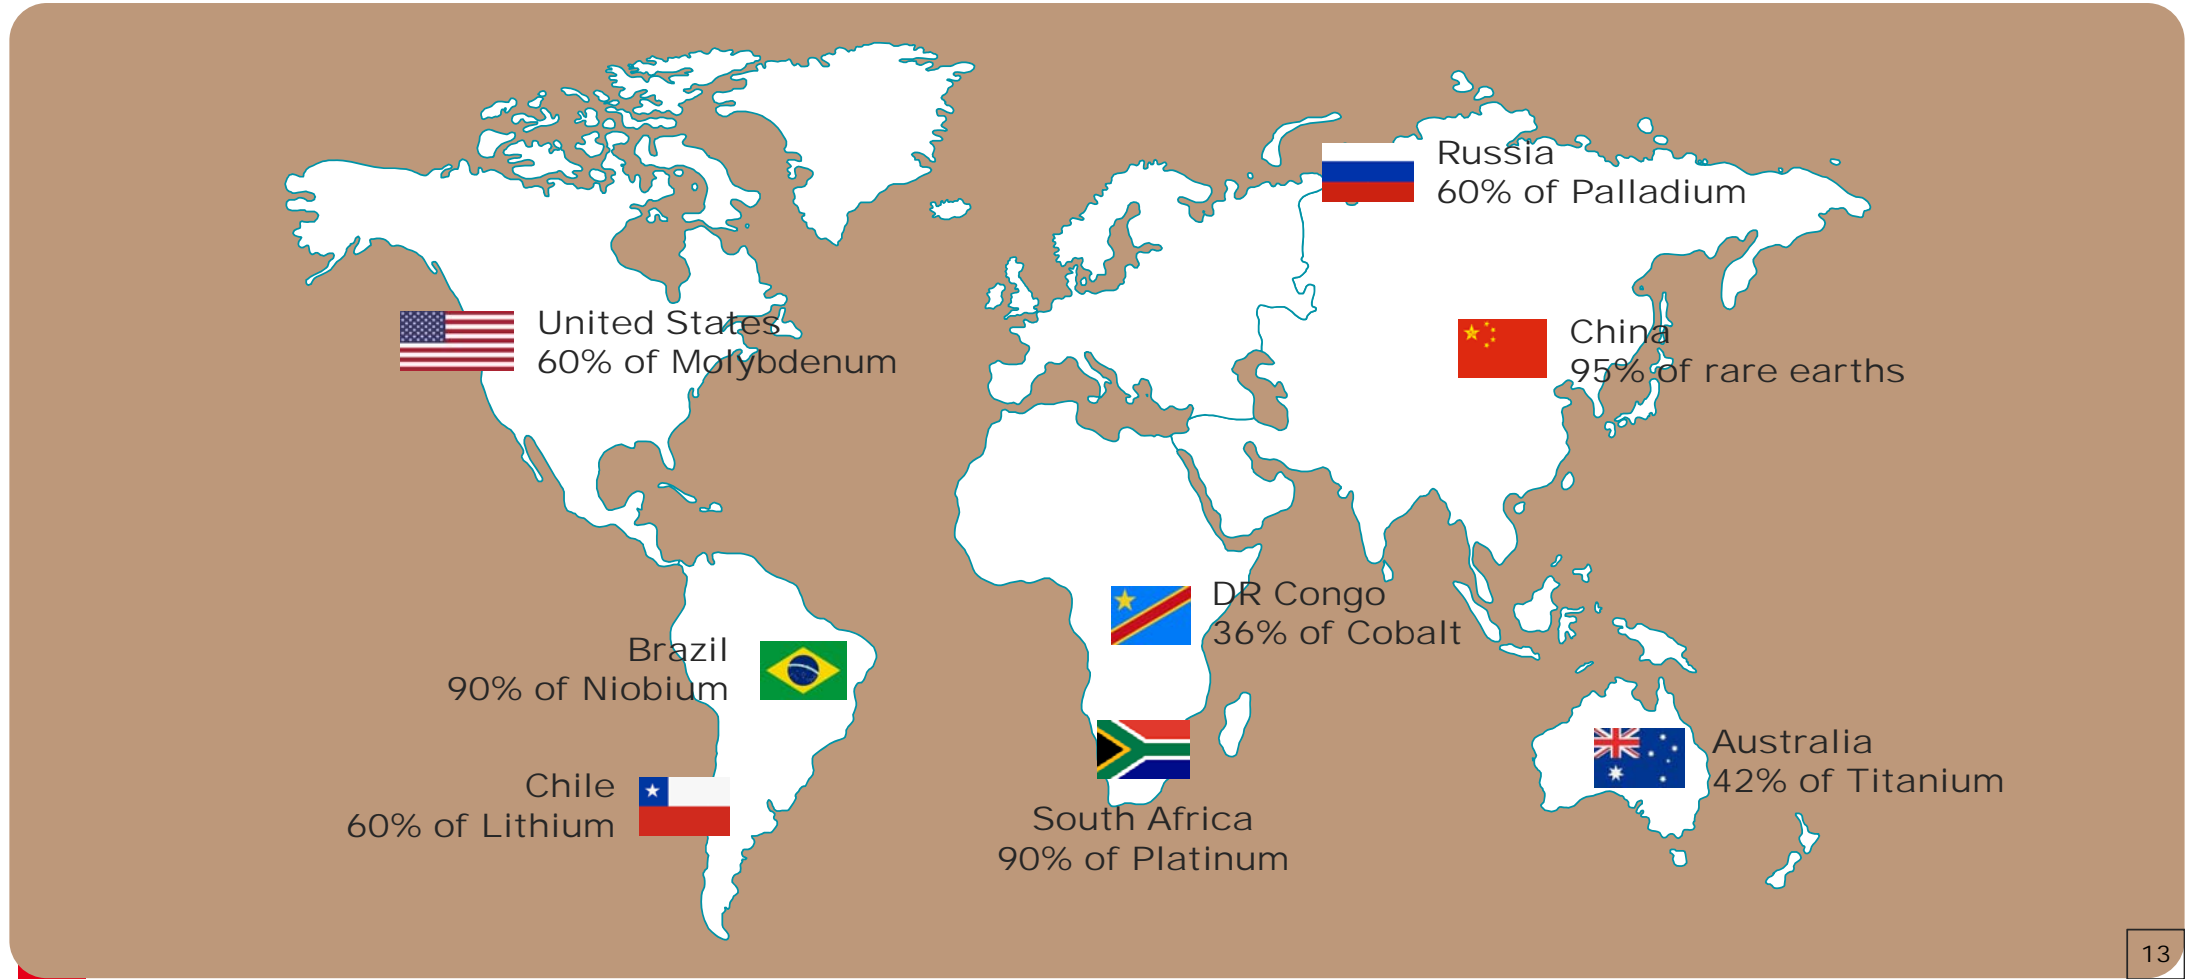 Russia
60% of Palladium
United States
60% of Molybdenum
China
95% of rare earths
DR Congo
36% of Cobalt
Brazil
90% of Niobium
Australia
42% of Titanium
Chile
60% of Lithium
South Africa
90% of Platinum
13